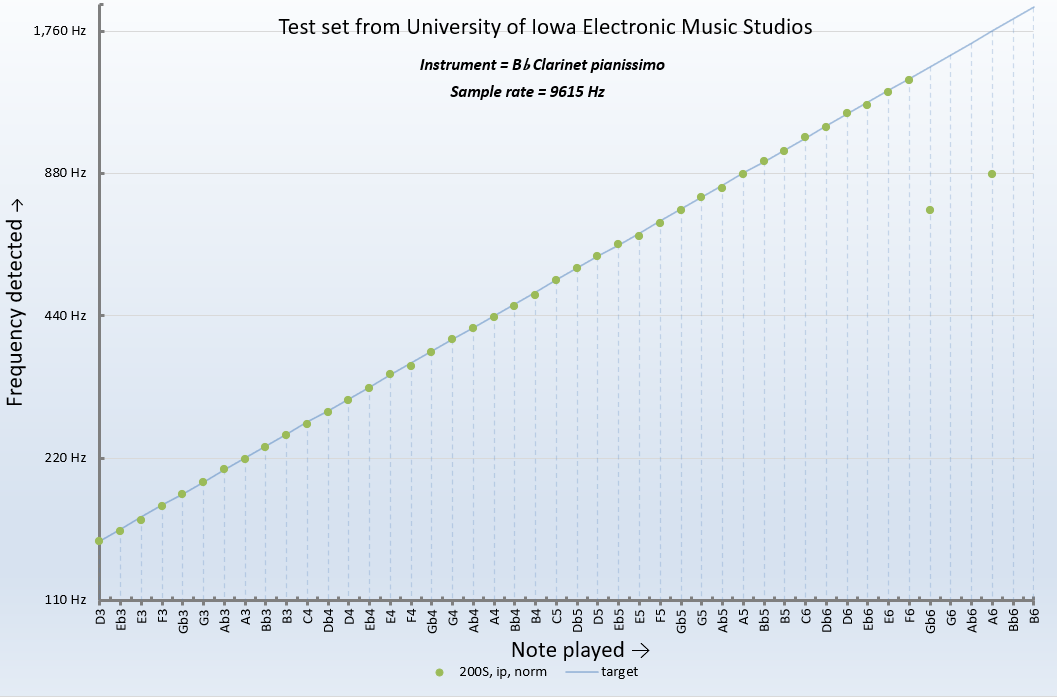 Test set from University of Iowa Electronic Music Studios
Instrument = B♭ Clarinet pianissimo
Sample rate = 9615 Hz
Frequency detected →
1,760 Hz
880 Hz
440 Hz
220 Hz
110 Hz
D3 Eb3 E3 F3 Gb3 G3 Ab3 A3 Bb3 B3 C4 Db4 D4 Eb4 E4 F4 Gb4 G4 Ab4 A4 Bb4 B4 C5 Db5 D5 Eb5 E5 F5 Gb5 G5 Ab5 A5 Bb5 B5 C6 Db6 D6 Eb6 E6 F6 Gb6 G6 Ab6 A6 Bb6 B6
Note played →
200S, ip, norm target